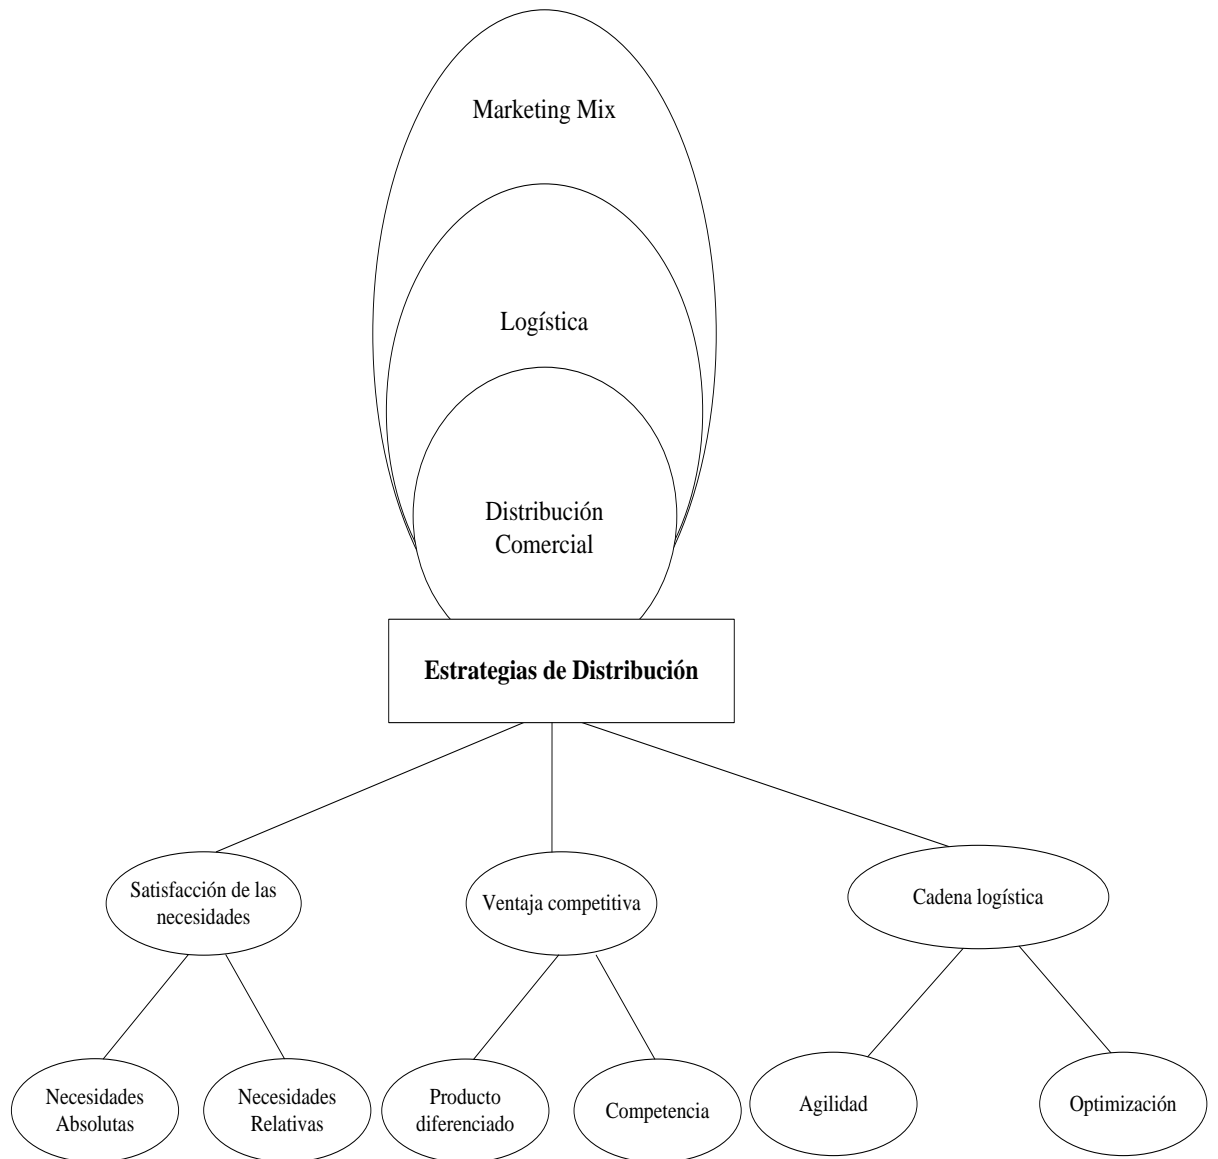 Marketing Mix
Logística
Distribución
Comercial
Estrategias de Distribución
Satisfacción de las
necesidades
Ventaja competitiva
Cadena logística
Necesidades
Absolutas
Necesidades
Relativas
Producto
diferenciado
Competencia
Agilidad
Optimización